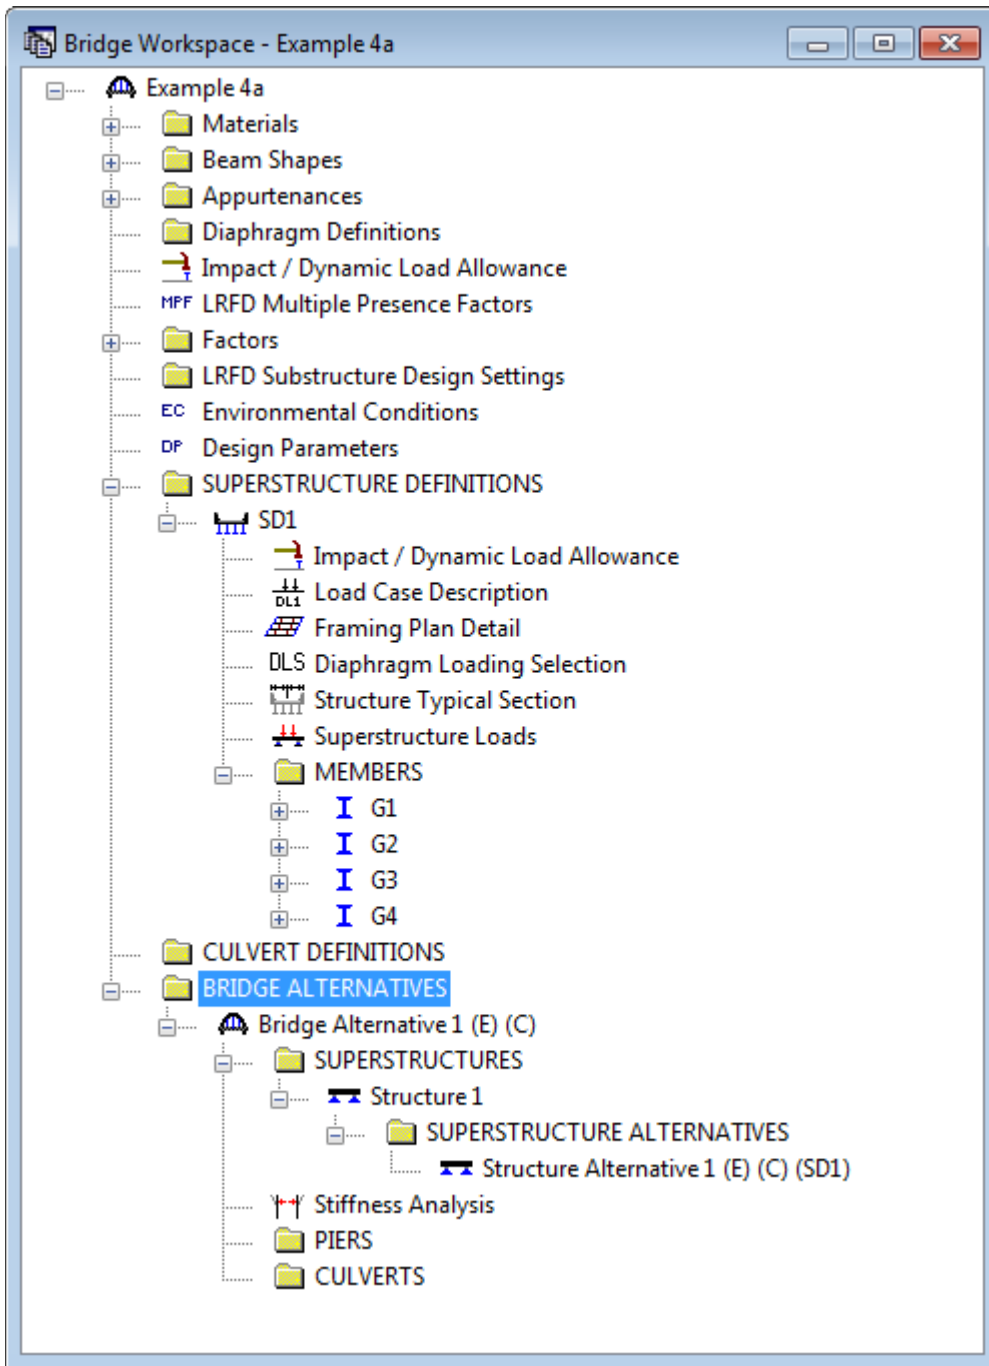 Bridge Workspace - Example 4a
Example 4a
Materials
Beam Shapes
Appurtenances
Diaphragm Definitions
Impact / Dynamic Load Allowance
MPF LRFD Multiple Presence Factors
Factors
LRFD Substructure Design Settings
EC Environmental Conditions
DP Design Parameters
SUPERSTRUCTURE DEFINITIONS
SD1
Impact / Dynamic Load Allowance
DL1 Load Case Description
Framing Plan Detail
DLS Diaphragm Loading Selection
Structure Typical Section
Superstructure Loads
MEMBERS
G1
G2
G3
G4
CULVERT DEFINITIONS
BRIDGE ALTERNATIVES
Bridge Alternative 1 (E) (C)
SUPERSTRUCTURES
Structure 1
SUPERSTRUCTURE ALTERNATIVES
Structure Alternative 1 (E) (C) (SD1)
Stiffness Analysis
PIERS
CULVERTS